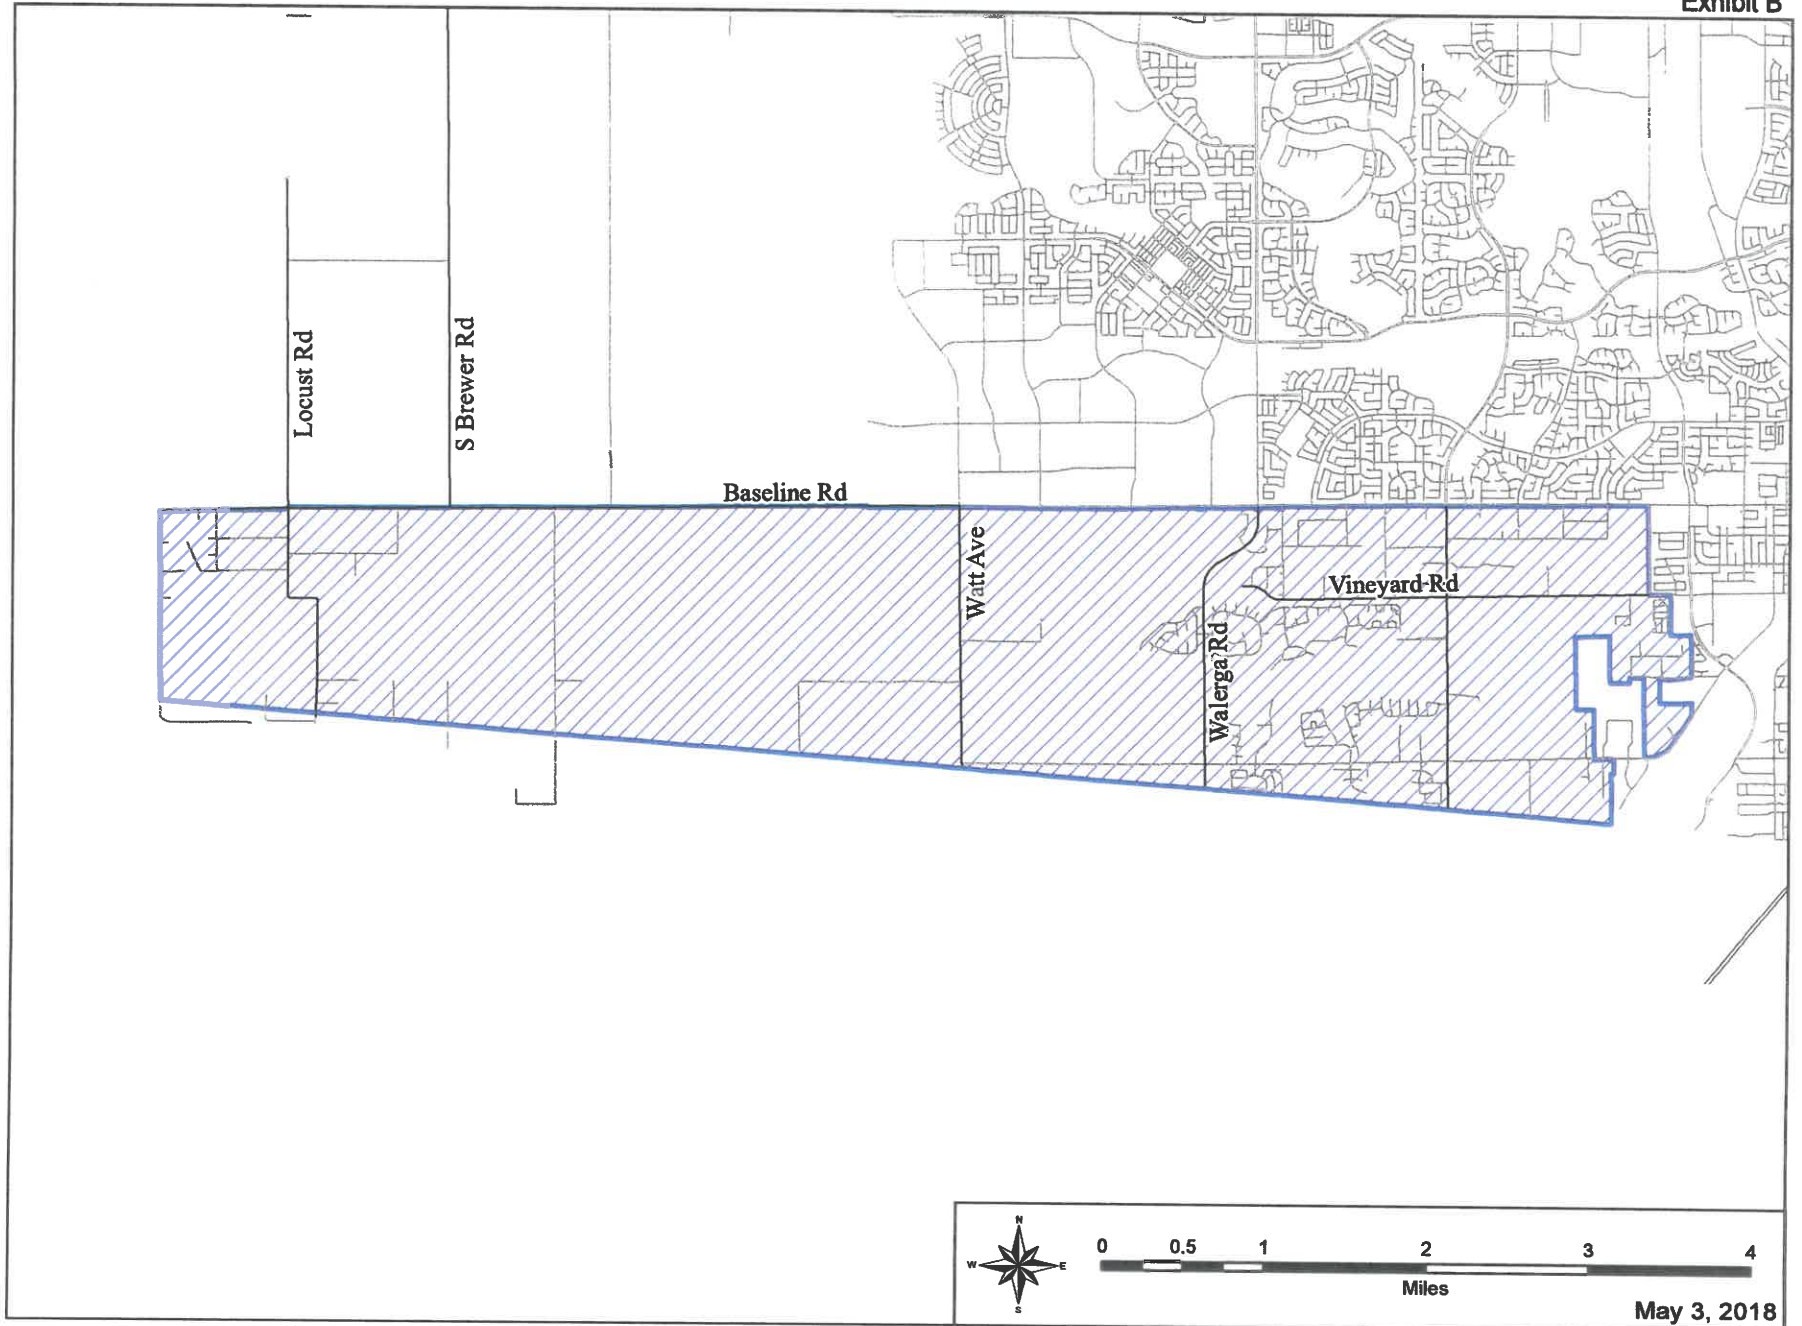 Exhibit B
Locust Rd
S Brewer Rd
Baseline Rd
Watt Ave
Vineyard Rd
Walerga Rd
N
W E
S
0 0.5 1 2 3 4
Miles
May 3, 2018